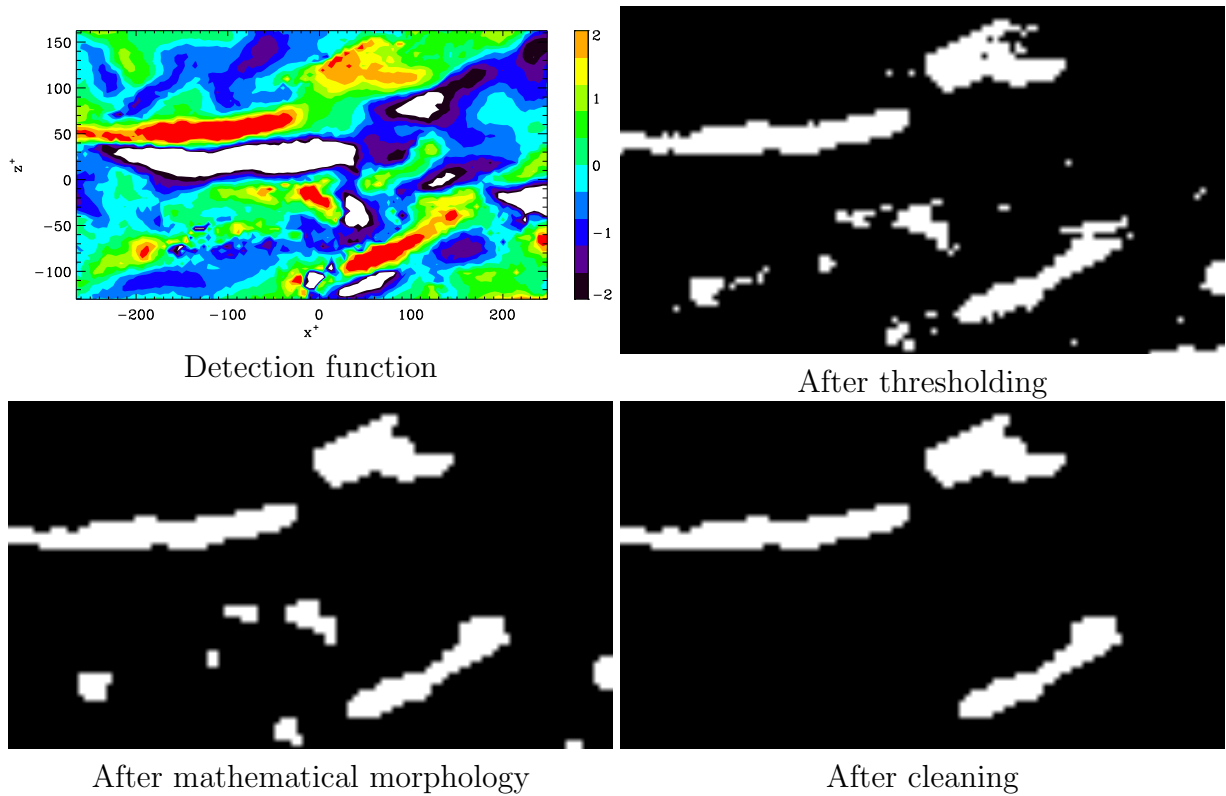 150
100
50
0
−50
−100
z⁺
−200
−100
0
100
200
x⁺
2
1
0
−1
−2
Detection function
After thresholding
After mathematical morphology
After cleaning